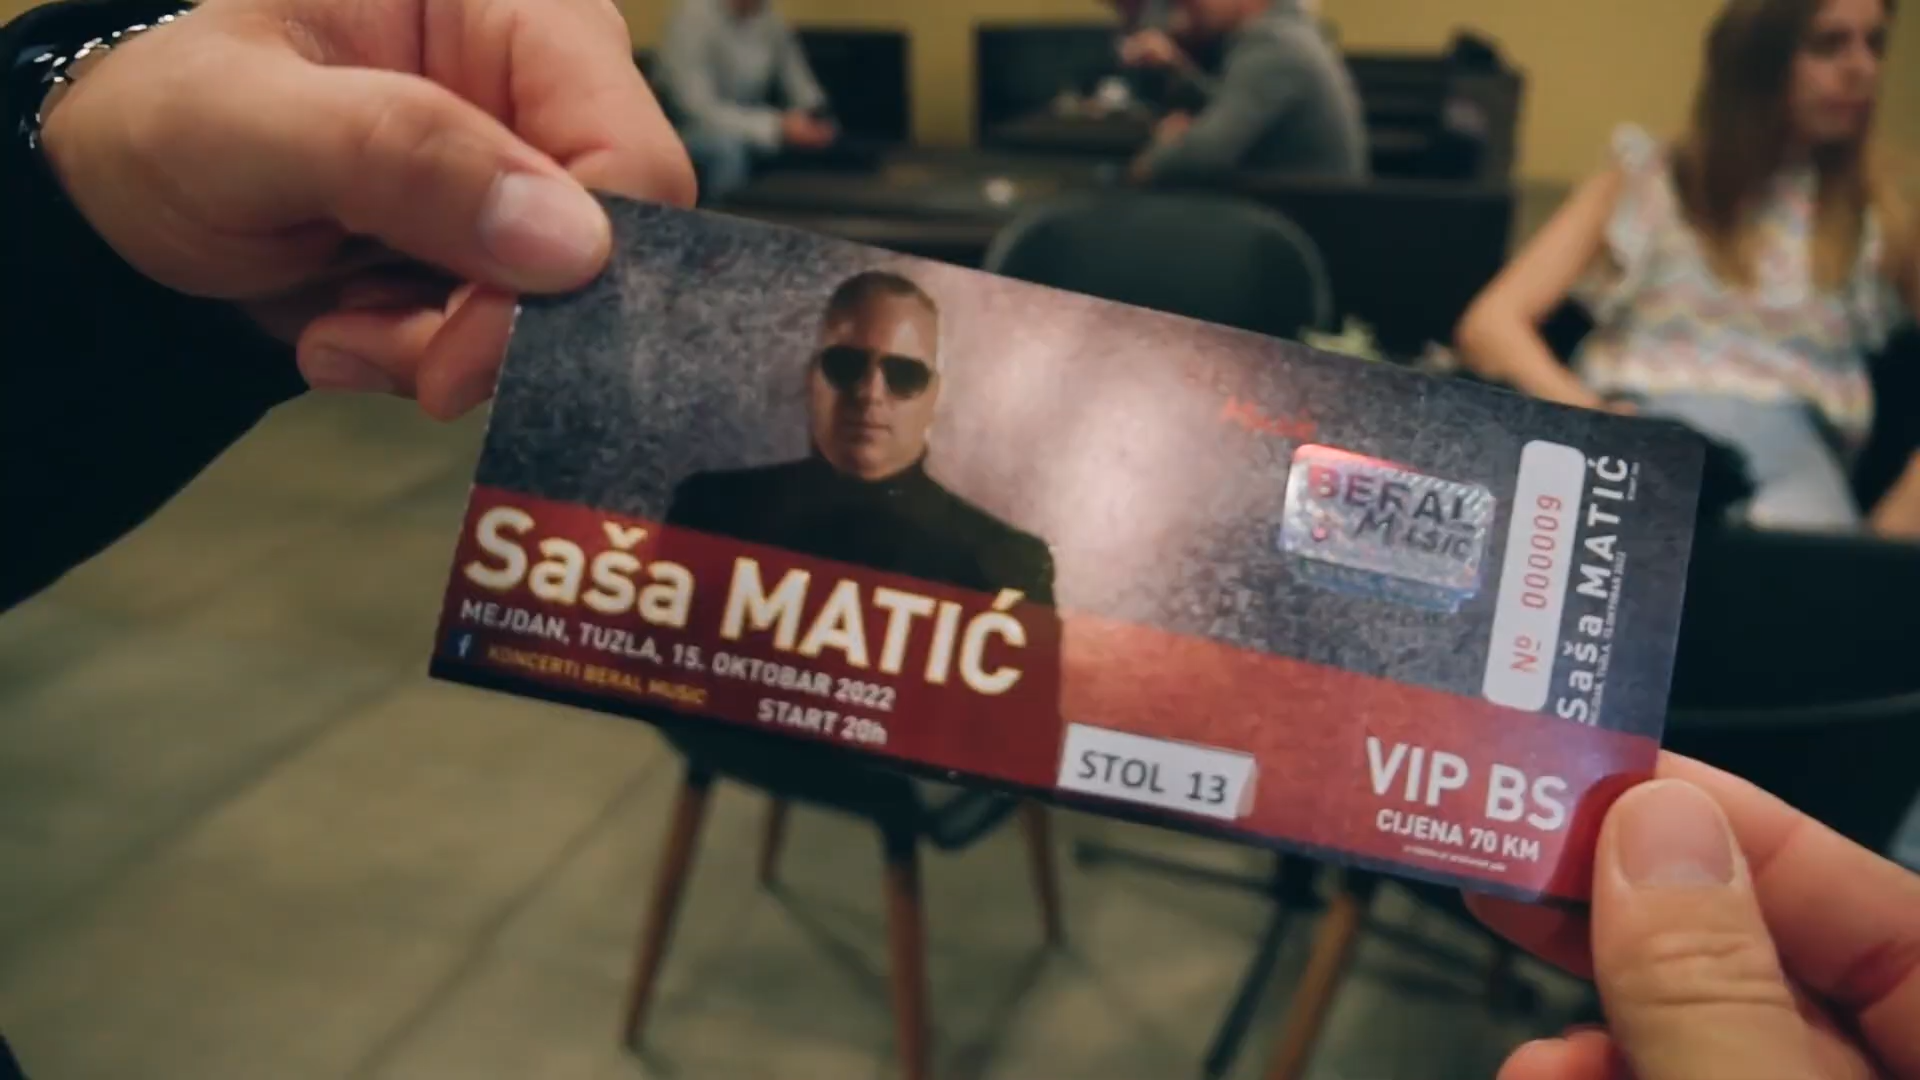 Saša MATIĆ
MEJDAN, TUZLA, 15. OKTOBAR 2022
KONCERTI BERAL MUSIC
START 20h
STOL 13
BERAL
MUSIC
VIP BS
CIJENA 70 KM
№ 000009
Saša MATIĆ